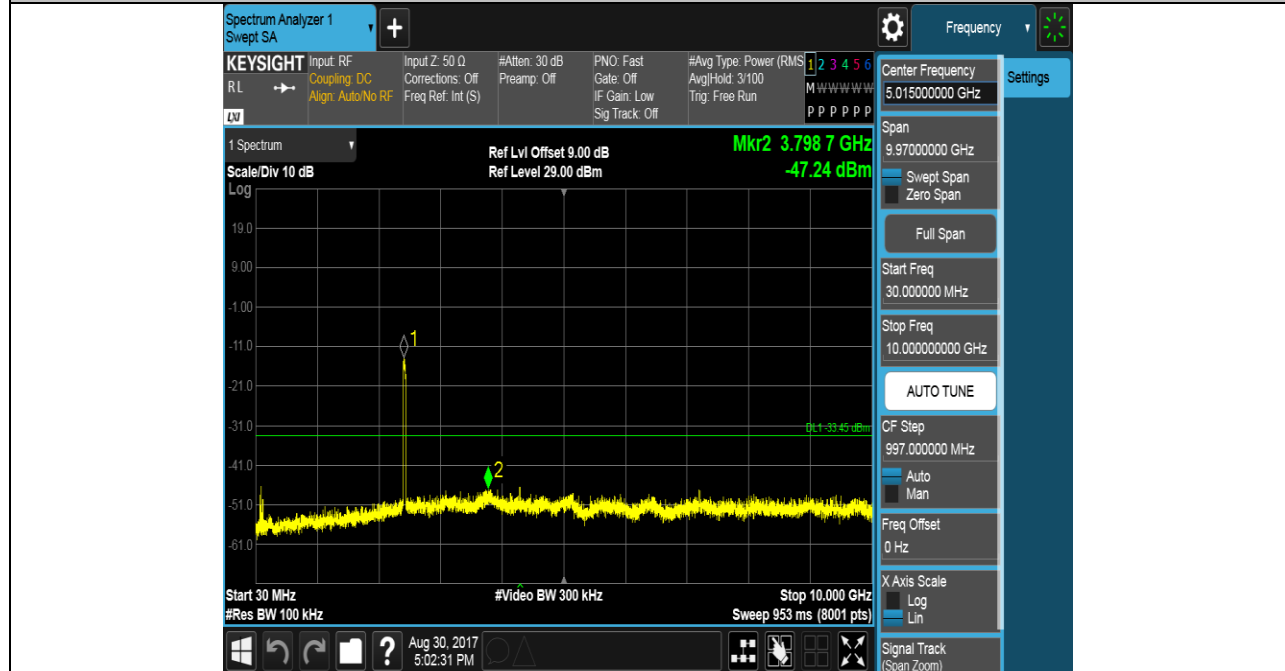 Spectrum Analyzer 1
Swept SA
+
Frequency
KEYSIGHT
RL
LXI
Input: RF
Coupling: DC
Align: Auto/No RF
Input Z: 50 Ω
Corrections: Off
Freq Ref: Int (S)
#Atten: 30 dB
Preamp: Off
PNO: Fast
Gate: Off
IF Gain: Low
Sig Track: Off
#Avg Type: Power (RMS
Avg|Hold: 3/100
Trig: Free Run
1 2 3 4 5 6
M W W W W W
P P P P P P
1 Spectrum
Scale/Div 10 dB
Log
Ref Lvl Offset 9.00 dB
Ref Level 29.00 dBm
Mkr2 3.798 7 GHz
-47.24 dBm
19.0
9.00
-1.00
-11.0
-21.0
-31.0
-41.0
-51.0
-61.0
1
2
DL1 -33.45 dBm
Start 30 MHz
#Res BW 100 kHz
#Video BW 300 kHz
Stop 10.000 GHz
Sweep 953 ms (8001 pts)
?
Aug 30, 2017
5:02:31 PM
Center Frequency
5.015000000 GHz
Settings
Span
9.97000000 GHz
Swept Span
Zero Span
Full Span
Start Freq
30.000000 MHz
Stop Freq
10.000000000 GHz
AUTO TUNE
CF Step
997.000000 MHz
Auto
Man
Freq Offset
0 Hz
X Axis Scale
Log
Lin
Signal Track
(Span Zoom)